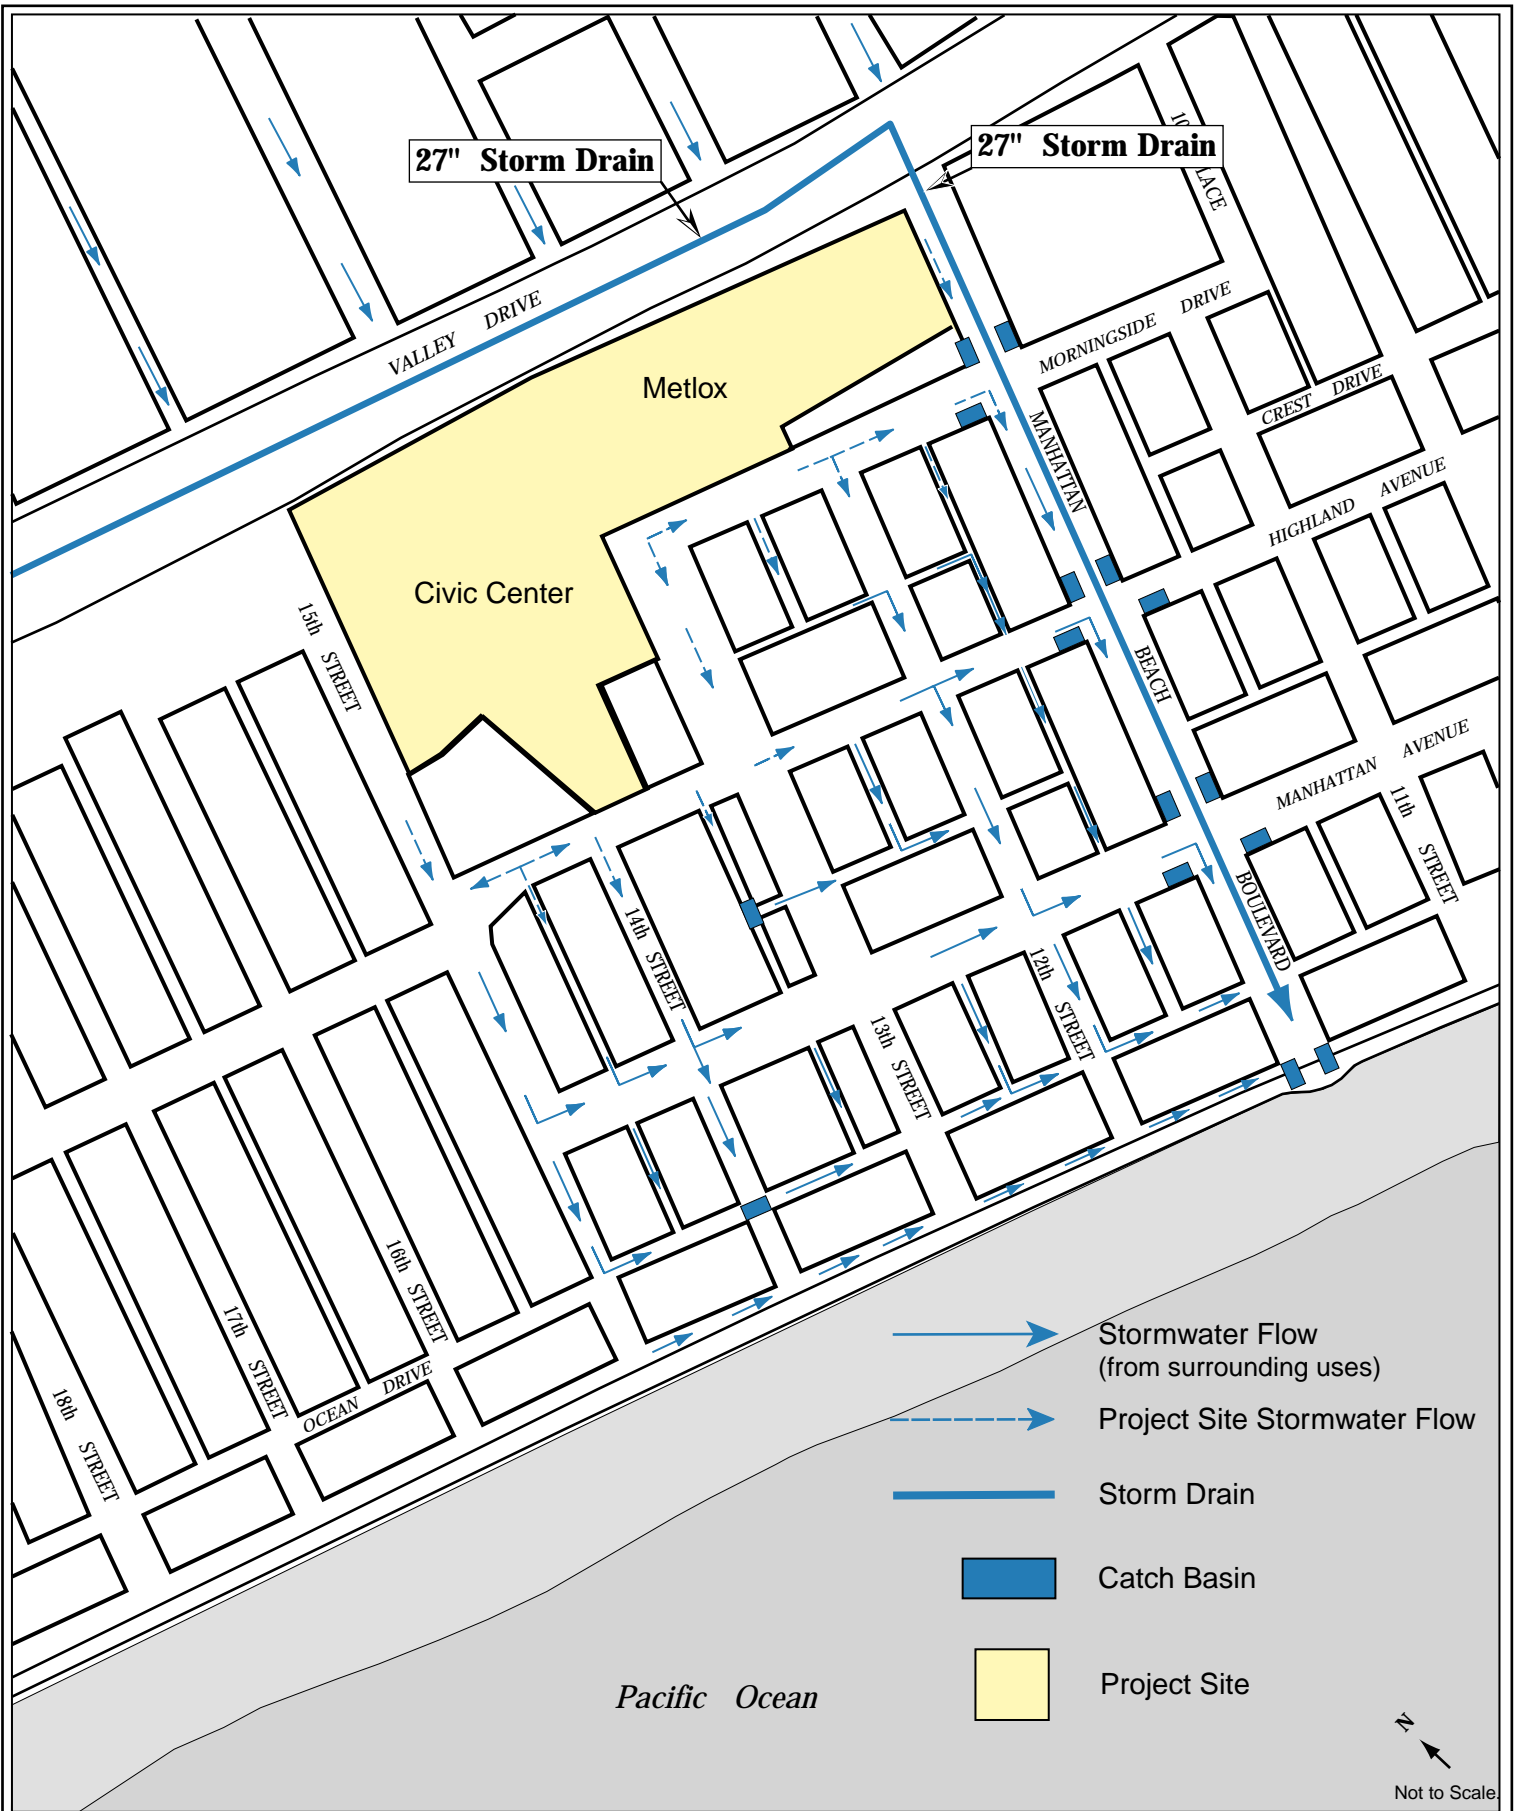 27" Storm Drain
27" Storm Drain
LACE
VALLEY DRIVE
MORNINGSIDE DRIVE
Metlox
CREST DRIVE
MANHATTAN
BEACH
BOULEVARD
HIGHLAND AVENUE
Civic Center
15th STREET
MANHATTAN AVENUE
11th STREET
14th STREET
12th STREET
13th STREET
16th STREET
17th STREET
18th STREET
OCEAN DRIVE
Stormwater Flow
(from surrounding uses)
Project Site Stormwater Flow
Storm Drain
Catch Basin
Project Site
Pacific Ocean
N
Not to Scale.